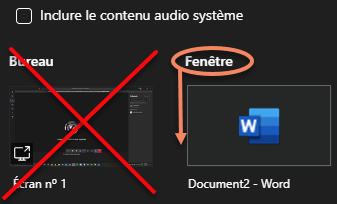 Inclure le contenu audio système
Bureau Fenêtre
W
Écran nº 1 Document2 - Word